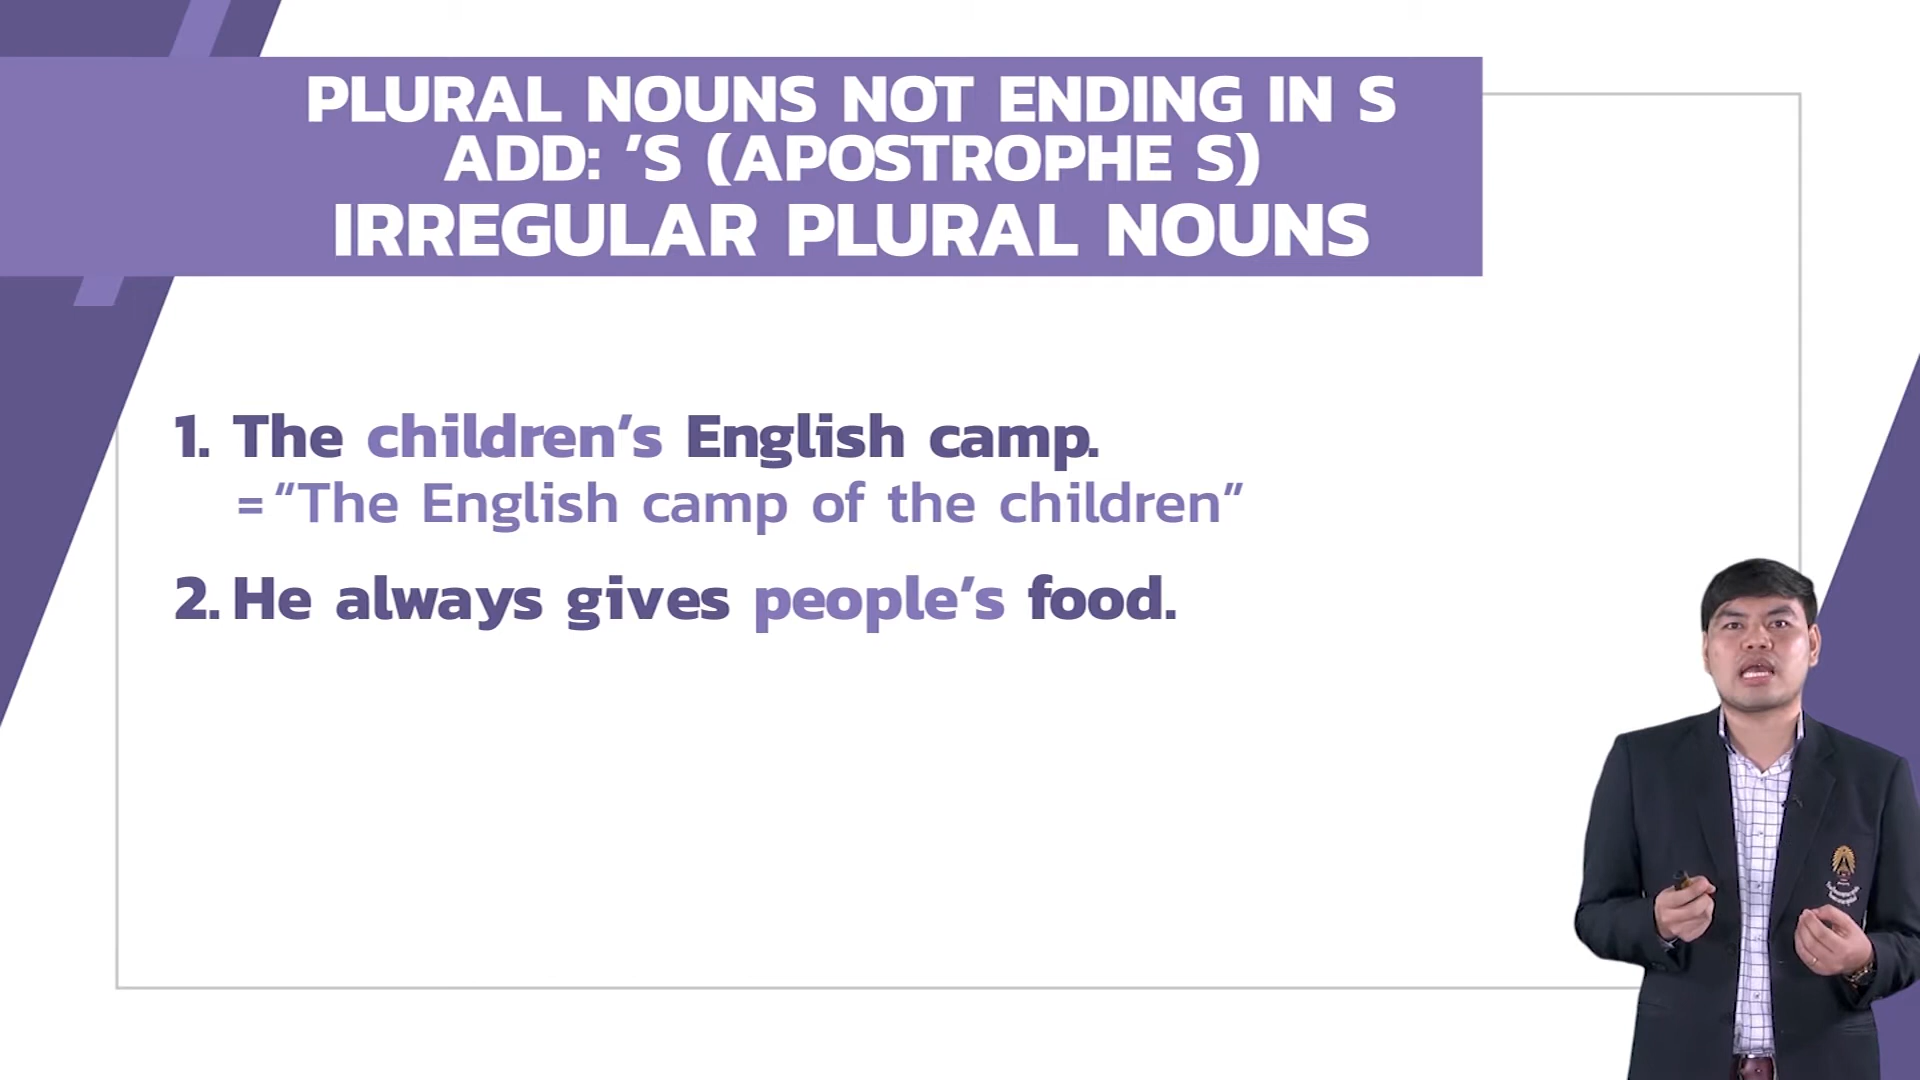 PLURAL NOUNS NOT ENDING IN S
ADD: ’S (APOSTROPHE S)
IRREGULAR PLURAL NOUNS
1. The children’s English camp.
= “The English camp of the children”
2. He always gives people’s food.